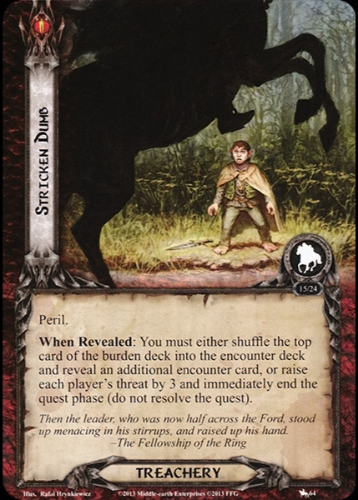 STRICKEN DUMB
15/24
Peril.
When Revealed: You must either shuffle the top
card of the burden deck into the encounter deck
and reveal an additional encounter card, or raise
each player's threat by 3 and immediately end the
quest phase (do not resolve the quest).
Then the leader, who was now half across the Ford, stood
up menacing in his stirrups, and raised up his hand.
–The Fellowship of the Ring
TREACHERY
Illus. Rafał Hrynkiewicz
©2013 Middle-earth Enterprises ©2013 FFG
64